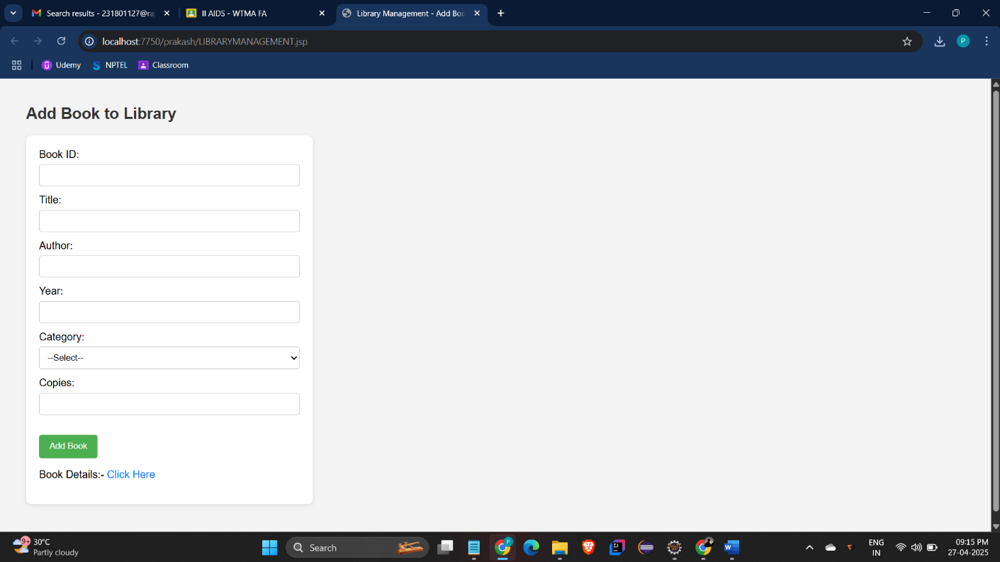 Search results - 231801127@raj
II AIDS - WTMA FA
Library Management - Add Boo
localhost:7750/prakash/LIBRARYMANAGEMENT.jsp
P
Udemy
NPTEL
Classroom
Add Book to Library
Book ID:
Title:
Author:
Year:
Category:
--Select--
Copies:
Add Book
Book Details:- Click Here
9+
30°C
Partly cloudy
Search
ENG
IN
09:15 PM
27-04-2025